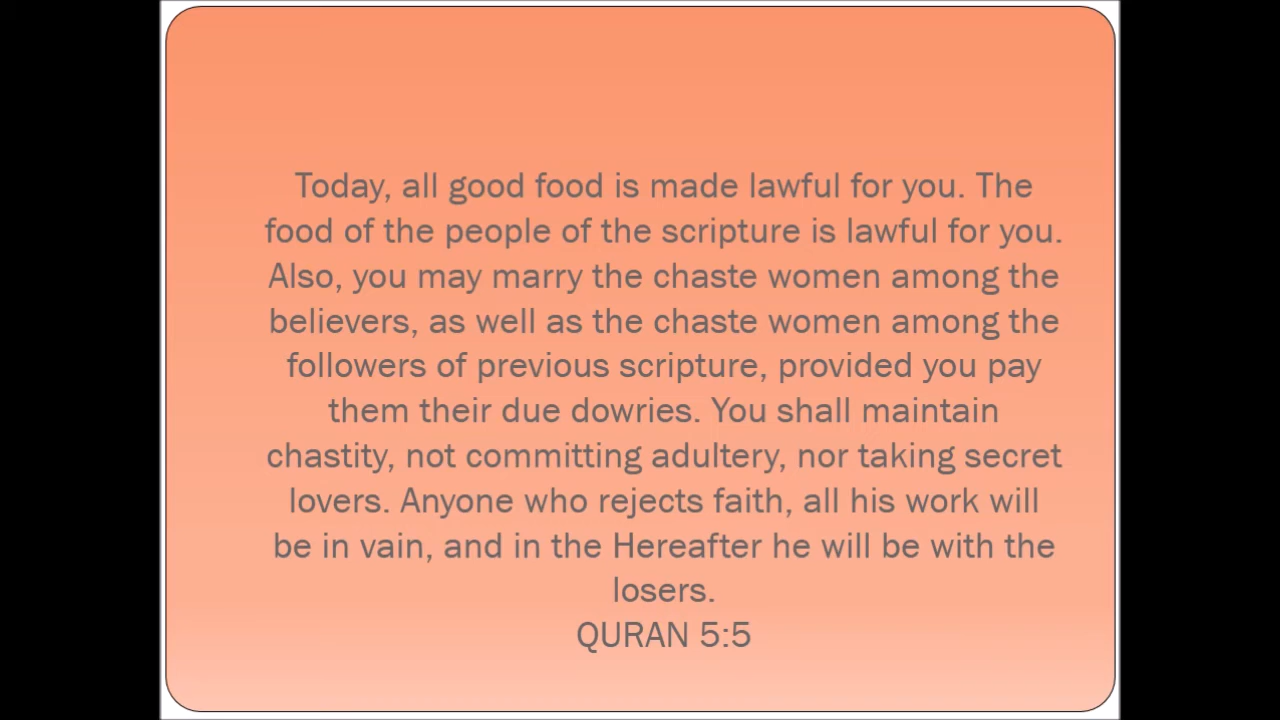 Today, all good food is made lawful for you. The
food of the people of the scripture is lawful for you.
Also, you may marry the chaste women among the
believers, as well as the chaste women among the
followers of previous scripture, provided you pay
them their due dowries. You shall maintain
chastity, not committing adultery, nor taking secret
lovers. Anyone who rejects faith, all his work will
be in vain, and in the Hereafter he will be with the
losers.
QURAN 5:5